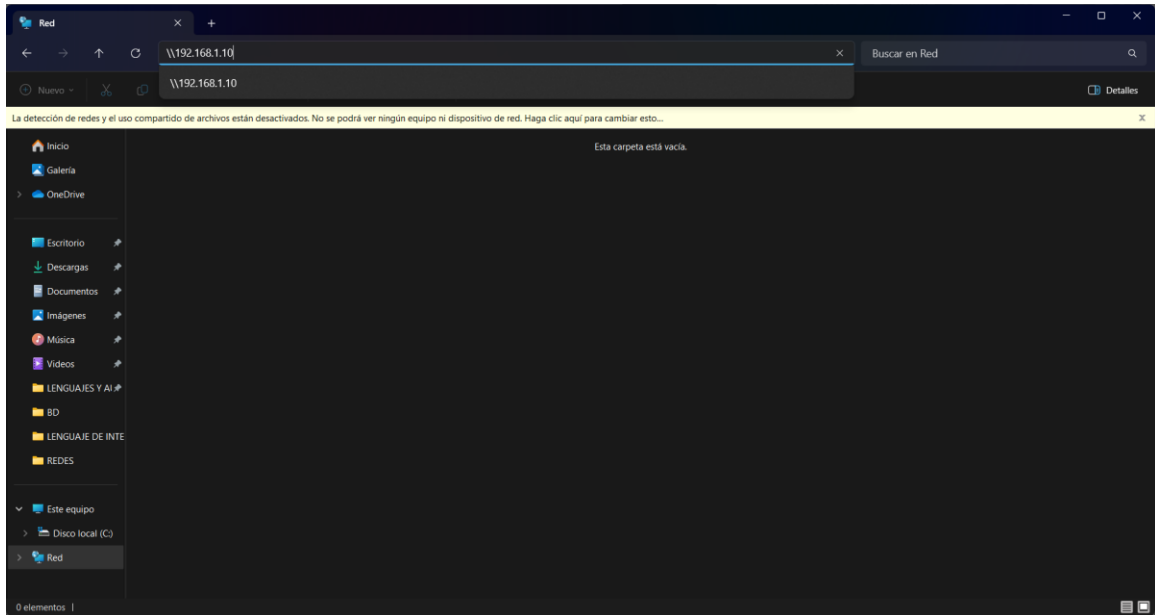 Red
\\192.168.1.10
Buscar en Red
\\192.168.1.10
Nuevo
Detalles
La detección de redes y el uso compartido de archivos están desactivados. No se podrá ver ningún equipo ni dispositivo de red. Haga clic aquí para cambiar esto...
Esta carpeta está vacía.
Inicio
Galería
OneDrive
Escritorio
Descargas
Documentos
Imágenes
Música
Videos
LENGUAJES Y AI
BD
LENGUAJE DE INTE
REDES
Este equipo
Disco local (C:)
Red
0 elementos